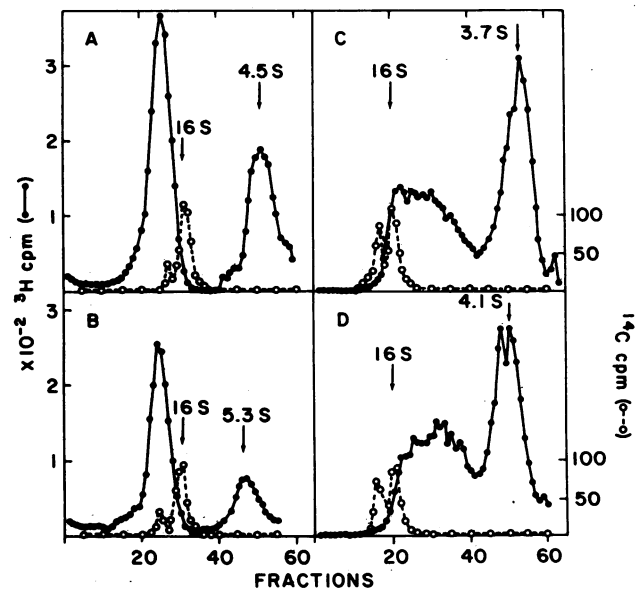 A
C
3.7S
4.5S
16S
16S
3
2
1
100
50
B
D
4.1S
16S
5.3S
16S
3
2
1
100
50
X10⁻² ³H cpm (●—●)
¹⁴C cpm (o--o)
20 40 60 20 40 60
FRACTIONS